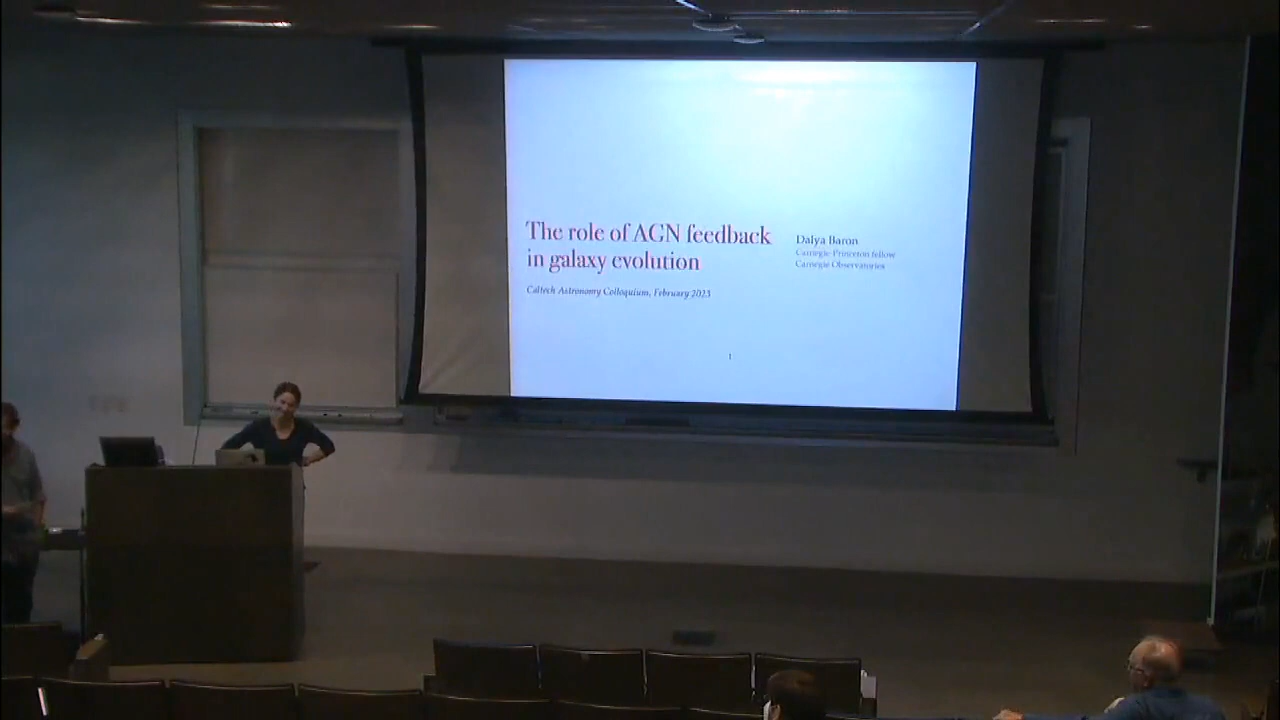 The role of AGN feedback
in galaxy evolution
Caltech Astronomy Colloquium, February 2023
Dalya Baron
Carnegie-Princeton fellow
Carnegie Observatories
1